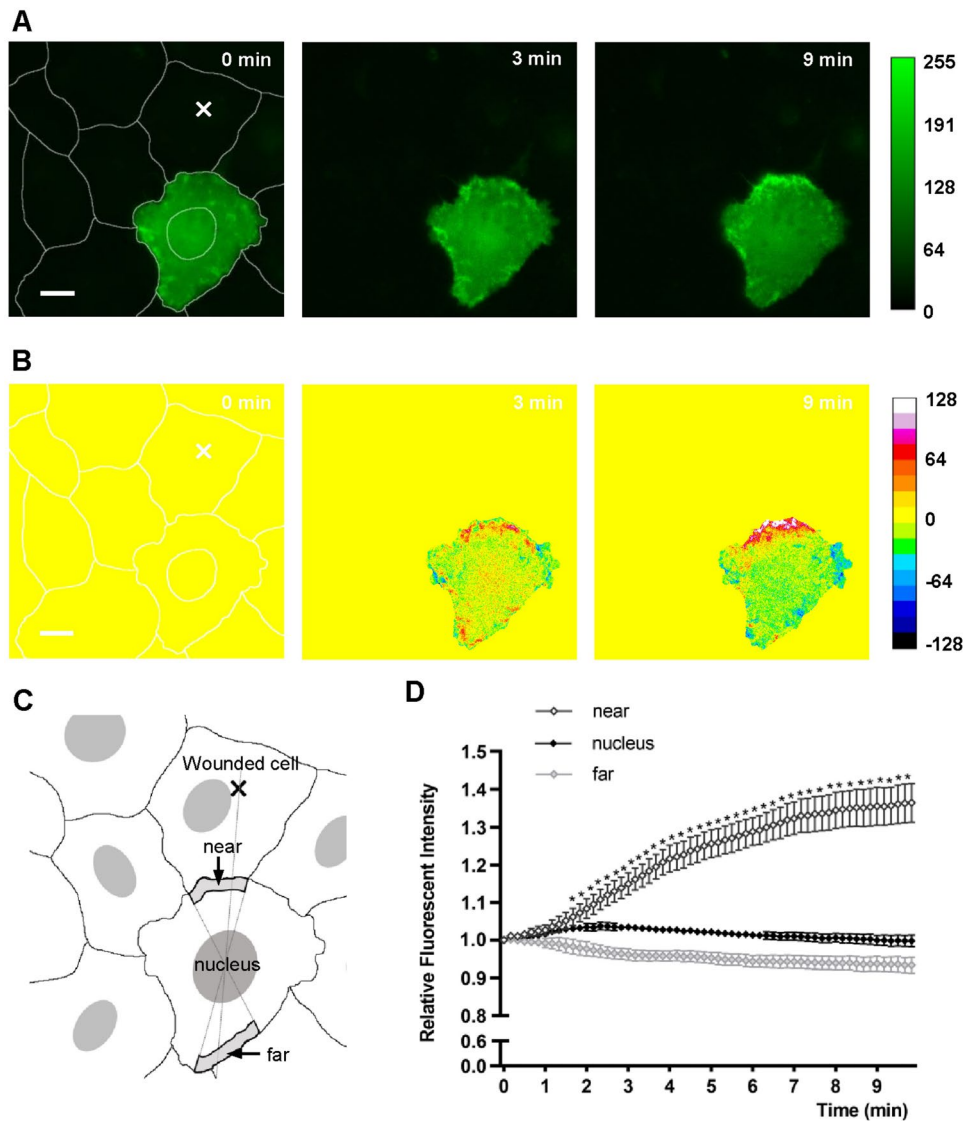 A
0 min
3 min
9 min
255
191
128
64
0
B
0 min
3 min
9 min
128
64
0
-64
-128
C
Wounded cell
near
nucleus
far
D
near
nucleus
far
Relative Fluorescent Intensity
1.5
1.4
1.3
1.2
1.1
1.0
0.9
0.8
0.6
0.0
0 1 2 3 4 5 6 7 8 9
Time (min)